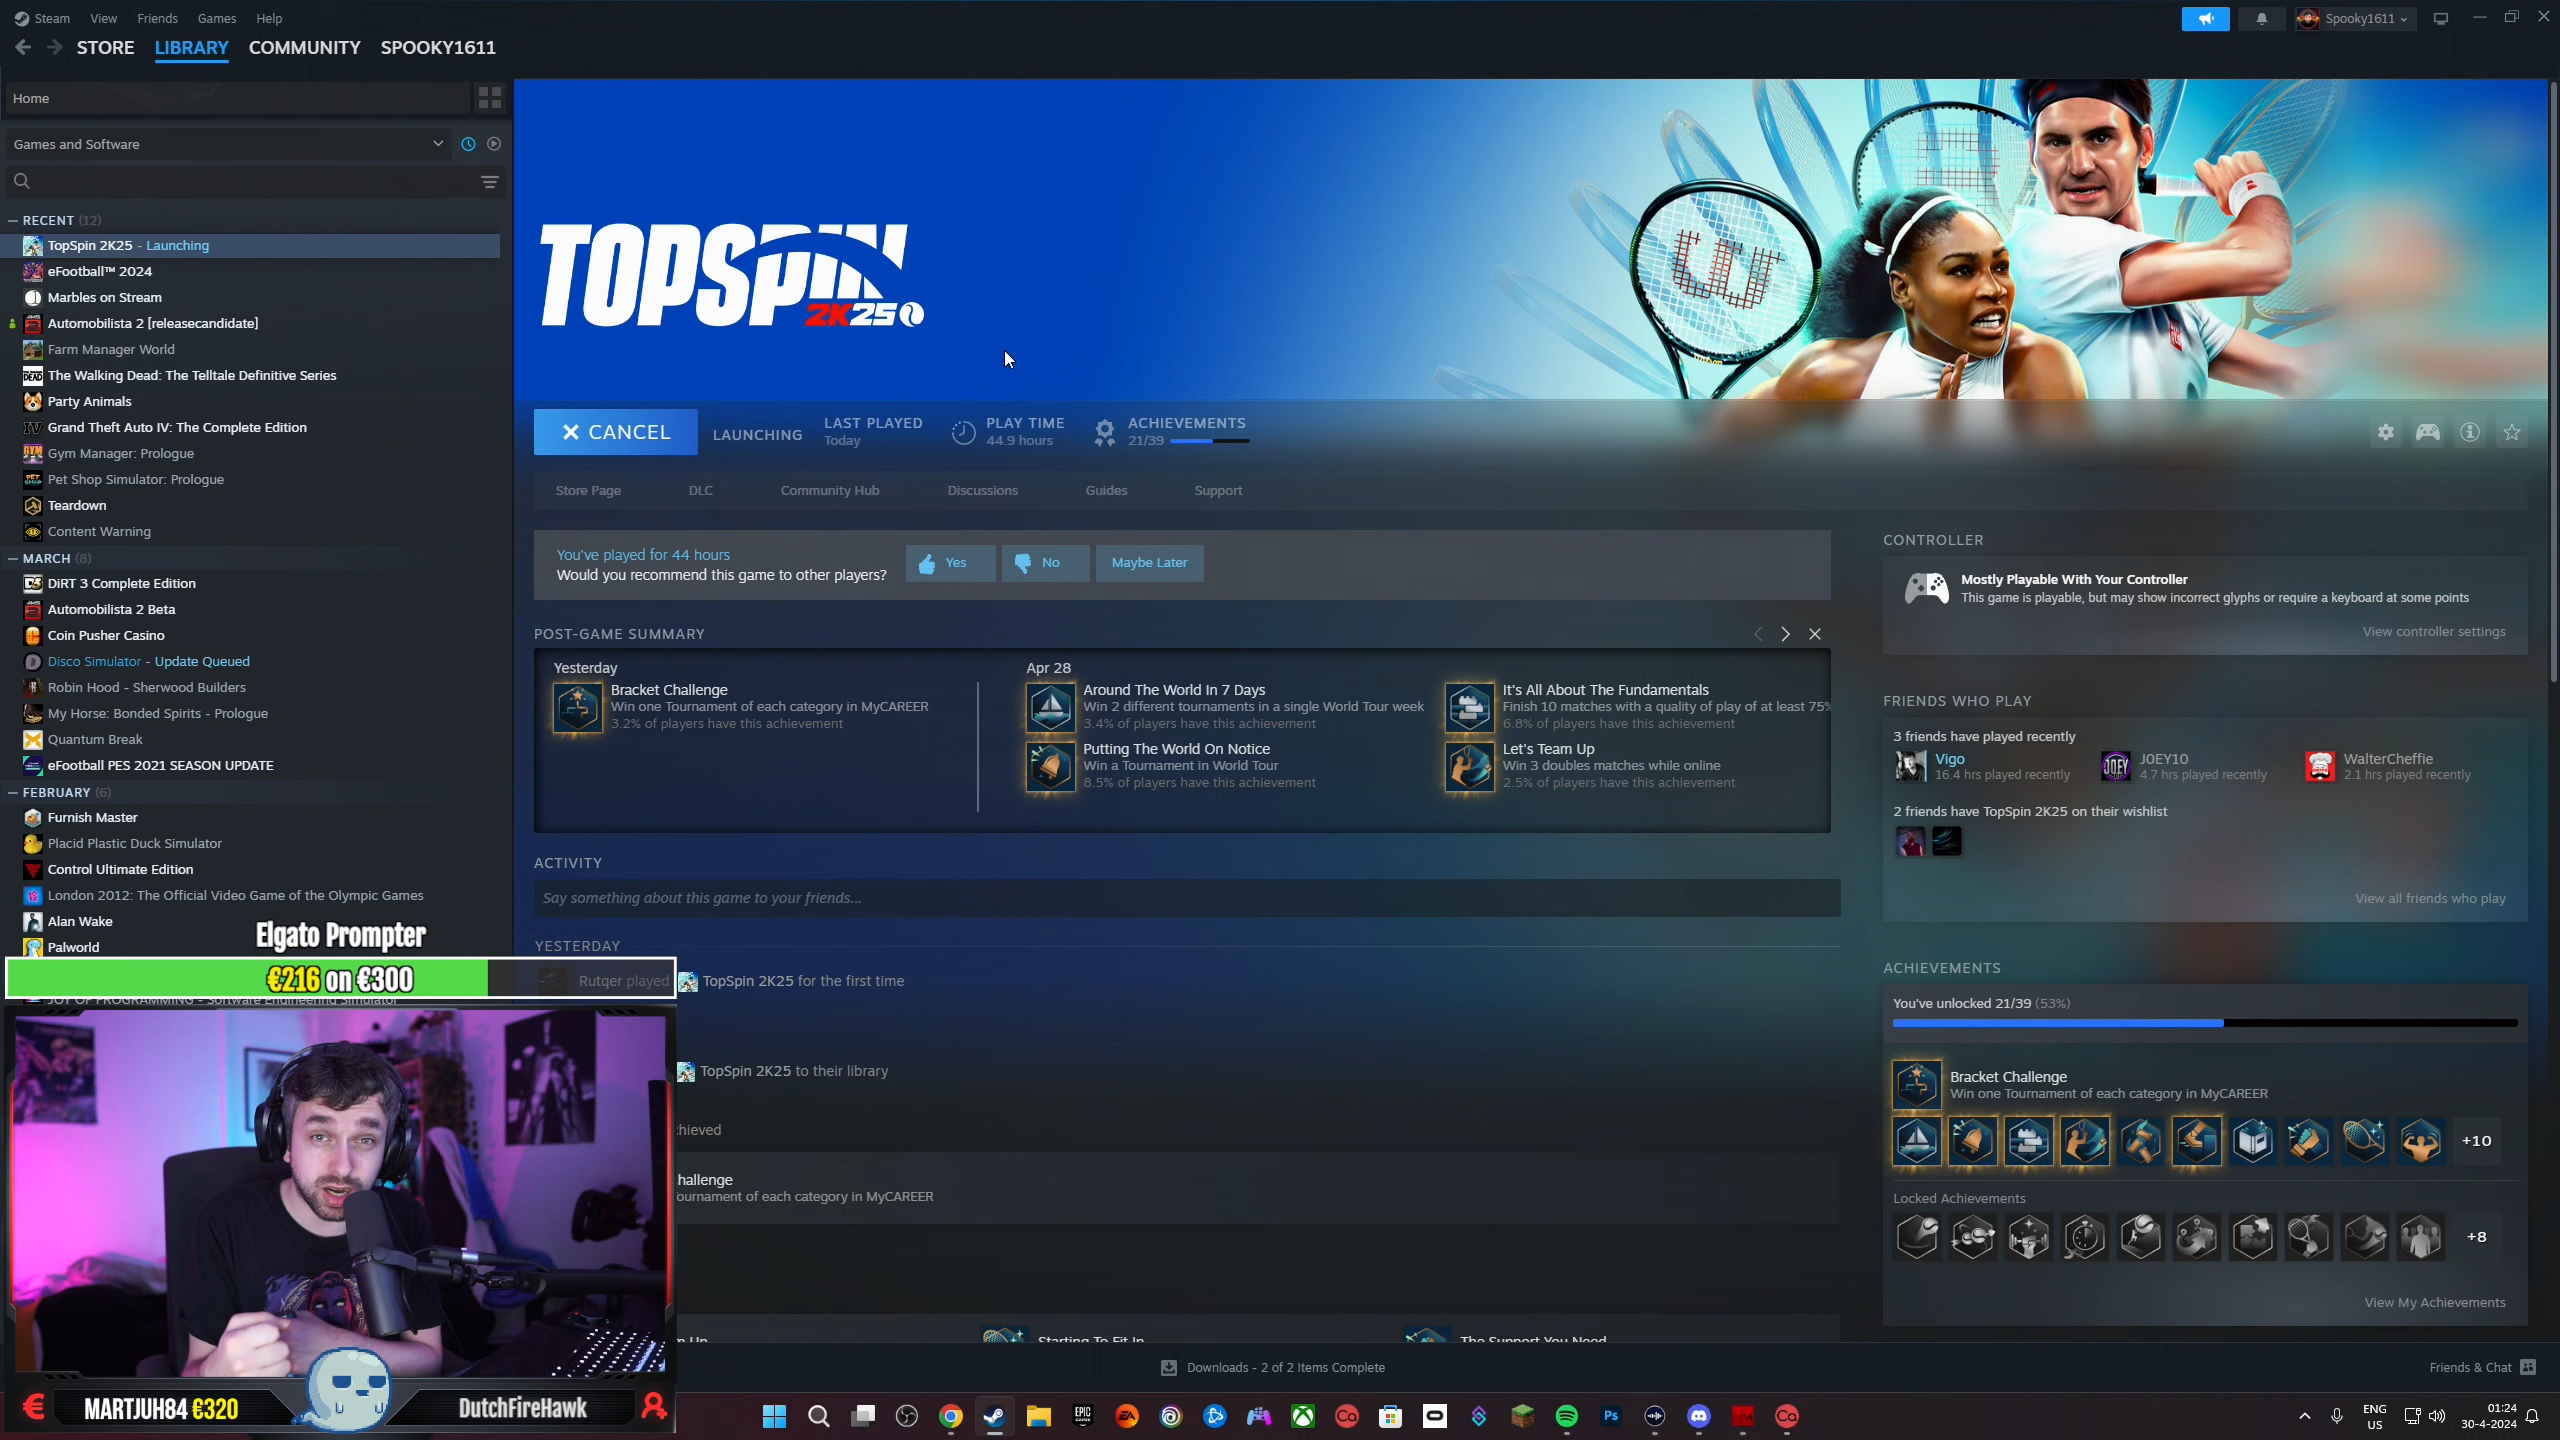 Steam View Friends Games Help
Spooky1611
STORE LIBRARY COMMUNITY SPOOKY1611
Home
Games and Software
RECENT (12)
TopSpin 2K25 - Launching
eFootball™ 2024
Marbles on Stream
Automobilista 2 [releasecandidate]
Farm Manager World
The Walking Dead: The Telltale Definitive Series
Party Animals
Grand Theft Auto IV: The Complete Edition
Gym Manager: Prologue
Pet Shop Simulator: Prologue
Teardown
Content Warning
MARCH (8)
DiRT 3 Complete Edition
Automobilista 2 Beta
Coin Pusher Casino
Disco Simulator - Update Queued
Robin Hood - Sherwood Builders
My Horse: Bonded Spirits - Prologue
Quantum Break
eFootball PES 2021 SEASON UPDATE
FEBRUARY (6)
Furnish Master
Placid Plastic Duck Simulator
Control Ultimate Edition
London 2012: The Official Video Game of the Olympic Games
Alan Wake
Palworld
JOY OF PROGRAMMING - Software Engineering Simulator
Elgato Prompter
€216 on €300
MARTJUH84 €320
DutchFireHawk
TOPSPIN
2K25
CANCEL
LAUNCHING
LAST PLAYED
Today
PLAY TIME
44.9 hours
ACHIEVEMENTS
21/39
Store Page DLC Community Hub Discussions Guides Support
You've played for 44 hours
Would you recommend this game to other players?
Yes
No
Maybe Later
POST-GAME SUMMARY
Yesterday
Bracket Challenge
Win one Tournament of each category in MyCAREER
3.2% of players have this achievement
Apr 28
Around The World In 7 Days
Win 2 different tournaments in a single World Tour week
3.4% of players have this achievement
Putting The World On Notice
Win a Tournament in World Tour
8.5% of players have this achievement
It's All About The Fundamentals
Finish 10 matches with a quality of play of at least 75%
6.8% of players have this achievement
Let's Team Up
Win 3 doubles matches while online
2.5% of players have this achievement
ACTIVITY
Say something about this game to your friends...
YESTERDAY
Rutger played TopSpin 2K25 for the first time
TopSpin 2K25 to their library
chieved
hallenge
ournament of each category in MyCAREER
m Up
Starting To Fit In
The Support You Need
CONTROLLER
Mostly Playable With Your Controller
This game is playable, but may show incorrect glyphs or require a keyboard at some points
View controller settings
FRIENDS WHO PLAY
3 friends have played recently
Vigo
16.4 hrs played recently
J0EY10
4.7 hrs played recently
WalterCheffie
2.1 hrs played recently
2 friends have TopSpin 2K25 on their wishlist
View all friends who play
ACHIEVEMENTS
You've unlocked 21/39 (53%)
Bracket Challenge
Win one Tournament of each category in MyCAREER
+10
Locked Achievements
+8
View My Achievements
Downloads - 2 of 2 Items Complete
Friends & Chat
ENG
US
01:24
30-4-2024